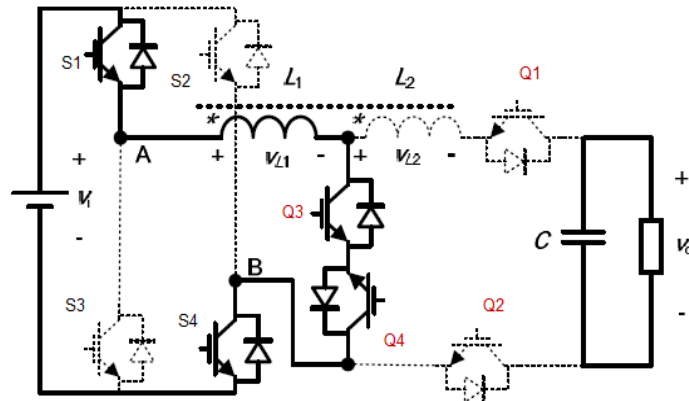 S1
S2
L1
L2
Q1
*
*
A
+
vL1
-
+
vL2
-
+
Vi
-
Q3
C
+
-
B
S3
S4
Q4
Q2